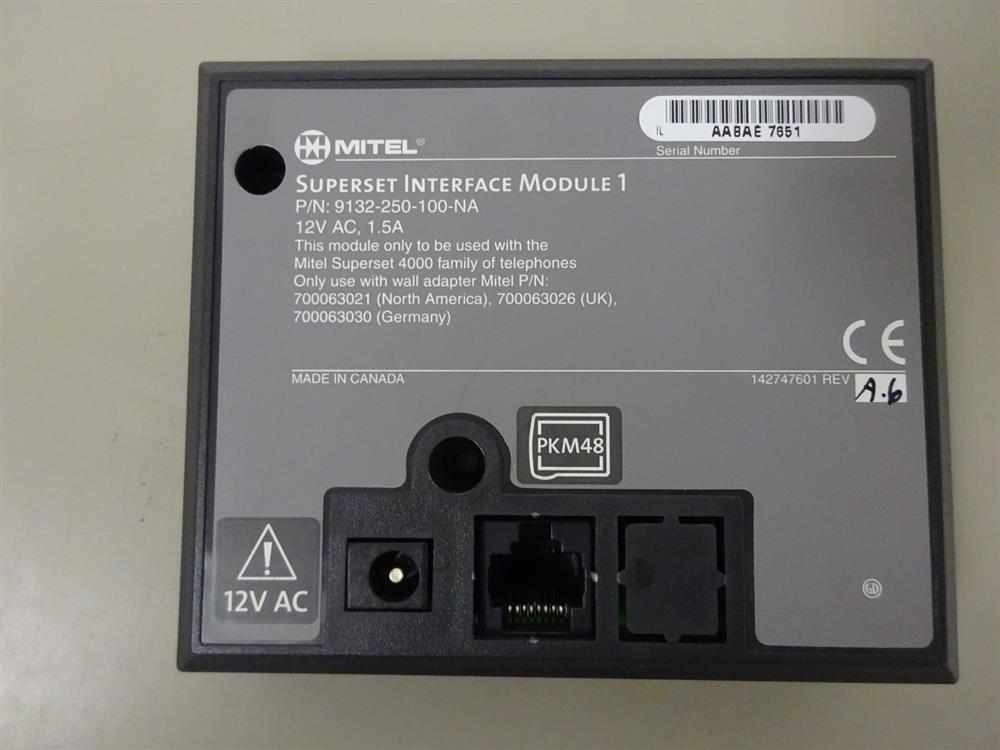 IL AABAE 7651
Serial Number
MITEL®
SUPERSET INTERFACE MODULE 1
P/N: 9132-250-100-NA
12V AC, 1.5A
This module only to be used with the
Mitel Superset 4000 family of telephones
Only use with wall adapter Mitel P/N:
700063021 (North America), 700063026 (UK),
700063030 (Germany)
CE
MADE IN CANADA
142747601 REV A.6
PKM48
12V AC
GD